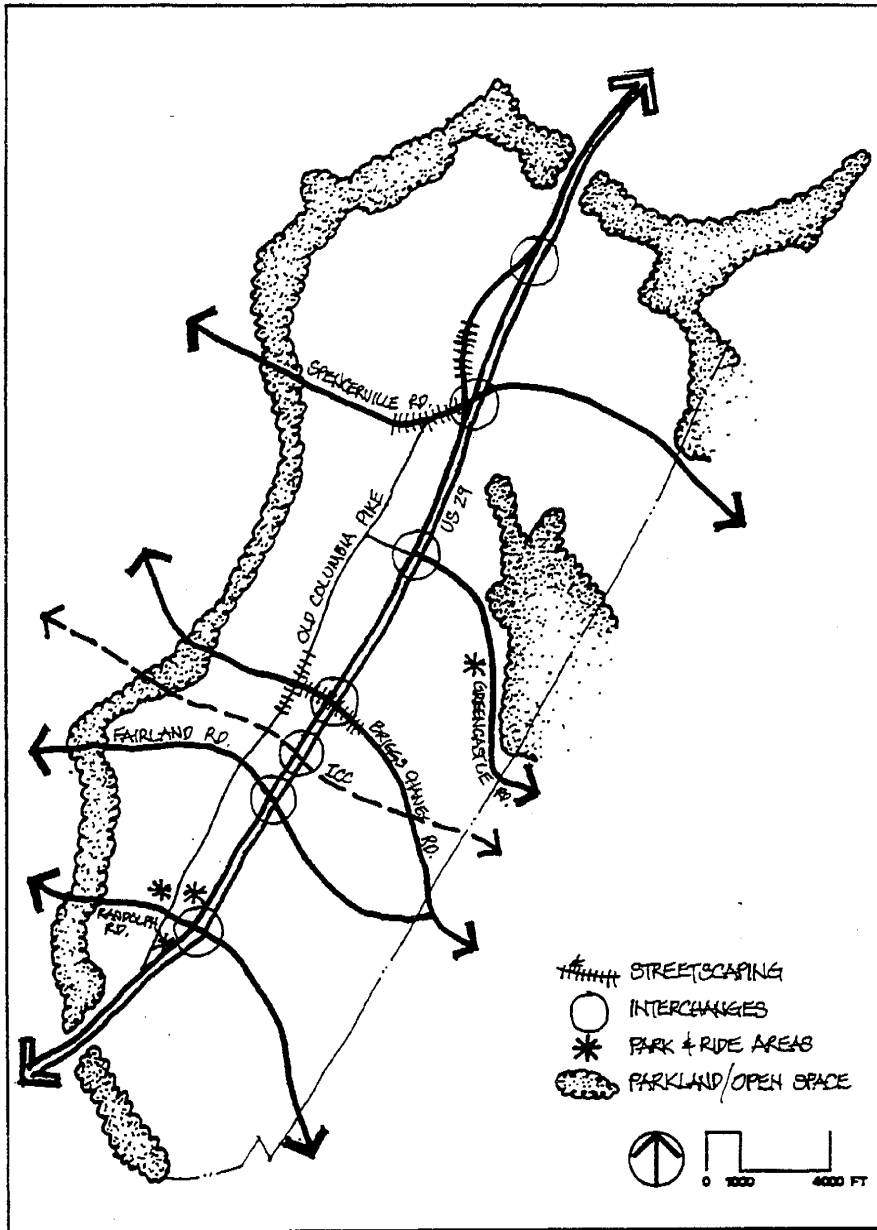 SPENCERVILLE RD.
OLD COLUMBIA PIKE
US 29
BRIGGS CHANEY RD.
GREENCASTLE RD.
FAIRLAND RD.
ICC
RANDOLPH RD.
STREETSCAPING
INTERCHANGES
PARK & RIDE AREAS
PARKLAND/OPEN SPACE
0 1000 4000 FT